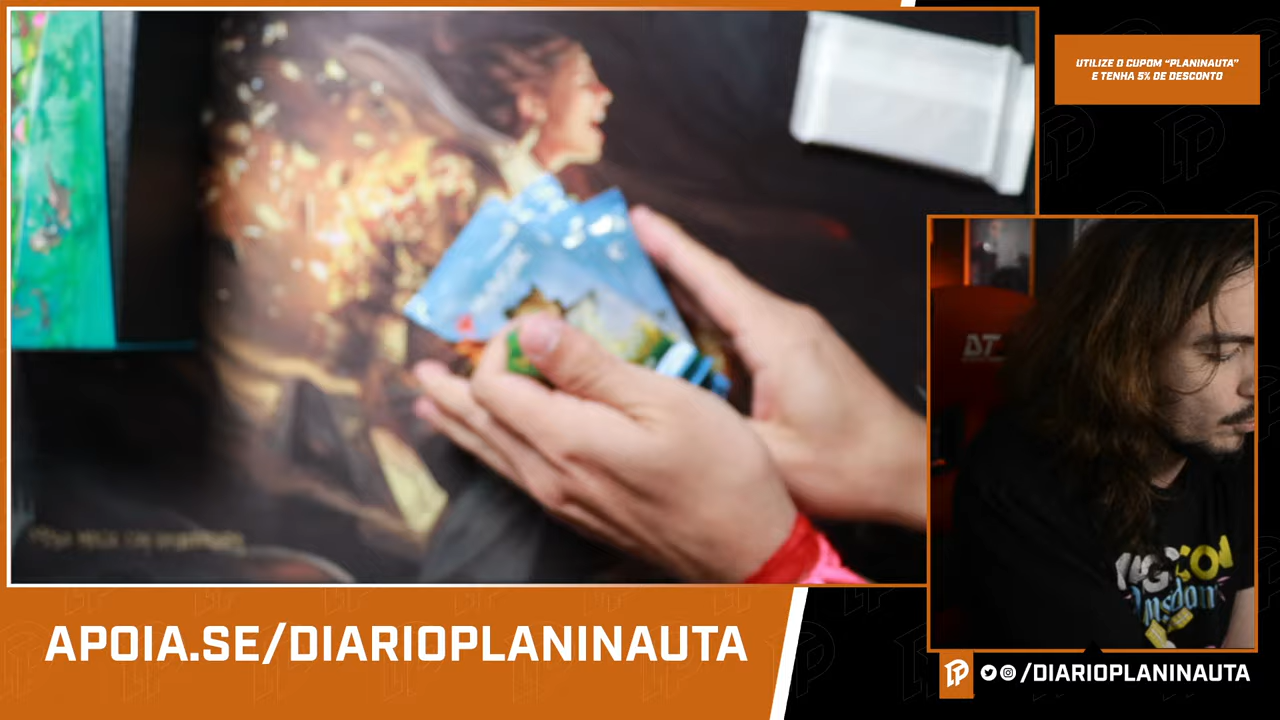 UTILIZE O CUPOM “PLANINAUTA”
E TENHA 5% DE DESCONTO
APOIA.SE/DIARIOPLANINAUTA
/DIARIOPLANINAUTA